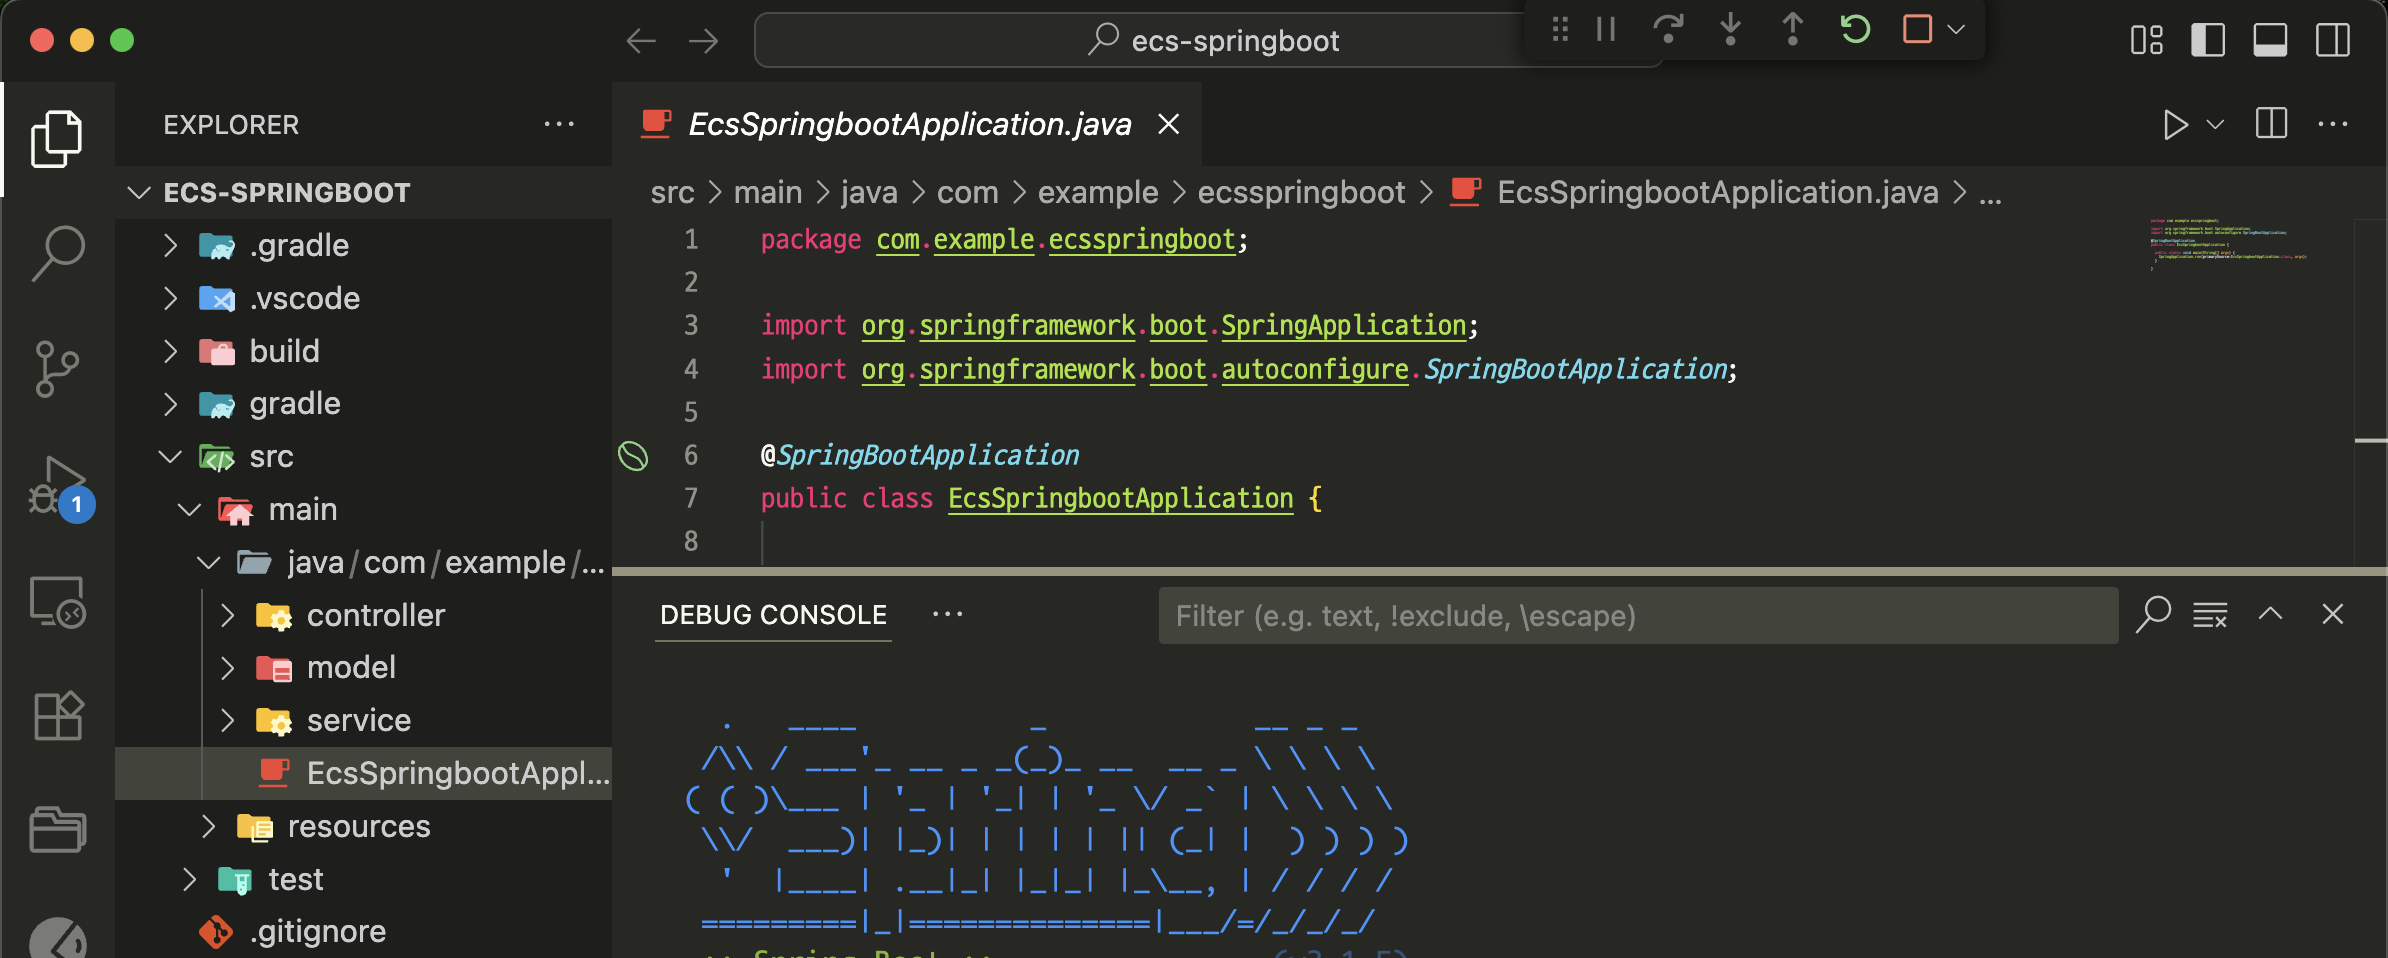 ecs-springboot
EXPLORER
ECS-SPRINGBOOT
.gradle
.vscode
build
gradle
src
main
java/com/example/...
controller
model
service
EcsSpringbootAppl...
resources
test
.gitignore
1
EcsSpringbootApplication.java
src > main > java > com > example > ecsspringboot > EcsSpringbootApplication.java > ...
1 package com.example.ecsspringboot;
2
3 import org.springframework.boot.SpringApplication;
4 import org.springframework.boot.autoconfigure.SpringBootApplication;
5
6 @SpringBootApplication
7 public class EcsSpringbootApplication {
8
DEBUG CONSOLE
Filter (e.g. text, !exclude, \escape)
  .   ____          _            __ _ _
 /\\ / ___'_ __ _ _(_)_ __  __ _ \ \ \ \
( ( )\___ | '_ | '_| | '_ \/ _` | \ \ \ \
 \\/  ___)| |_)| | | | | || (_| |  ) ) ) )
  '  |____| .__|_| |_|_| |_\__, | / / / /
 =========|_|==============|___/=/_/_/_/
:: Spring Boot ::